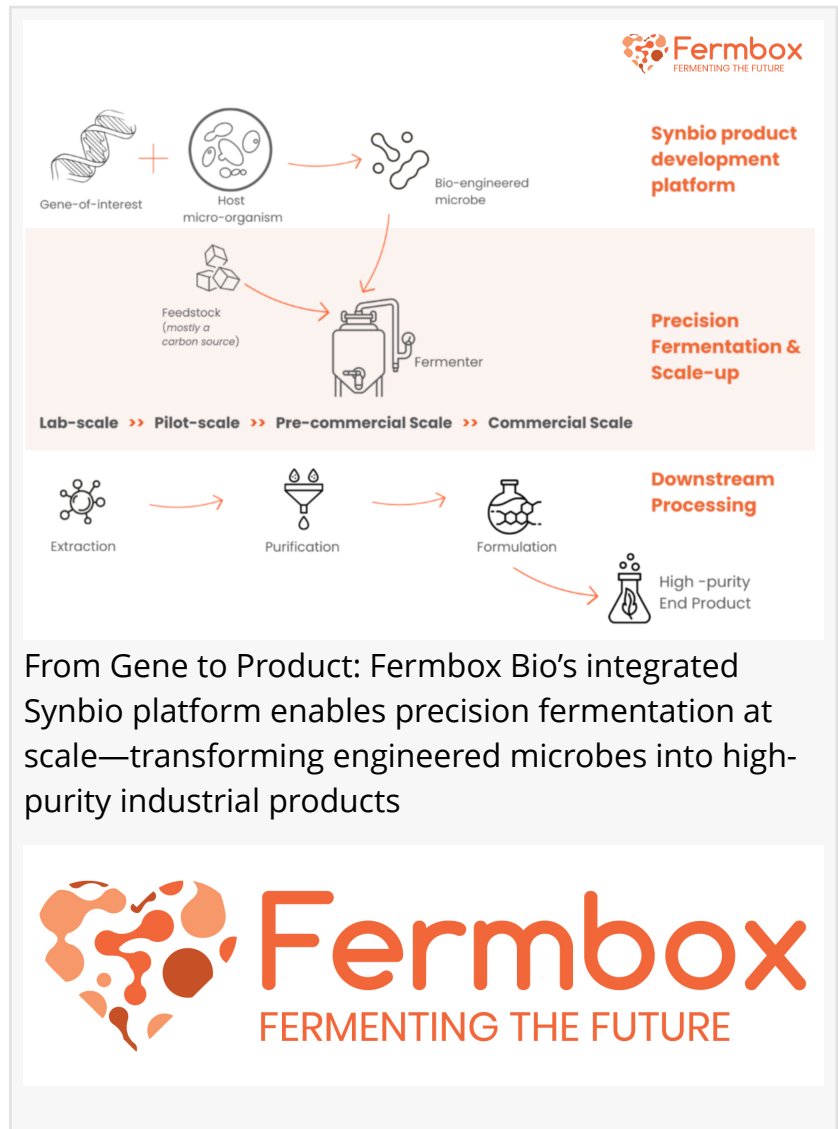 Fermbox
FERMENTING THE FUTURE
Synbio product
development
platform
Gene-of-interest
Host
micro-organism
Bio-engineered
microbe
Feedstock
(mostly a
carbon source)
Fermenter
Precision
Fermentation &
Scale-up
Lab-scale >> Pilot-scale >> Pre-commercial Scale >> Commercial Scale
Downstream
Processing
Extraction
Purification
Formulation
High -purity
End Product
From Gene to Product: Fermbox Bio’s integrated
Synbio platform enables precision fermentation at
scale—transforming engineered microbes into high-
purity industrial products
Fermbox
FERMENTING THE FUTURE